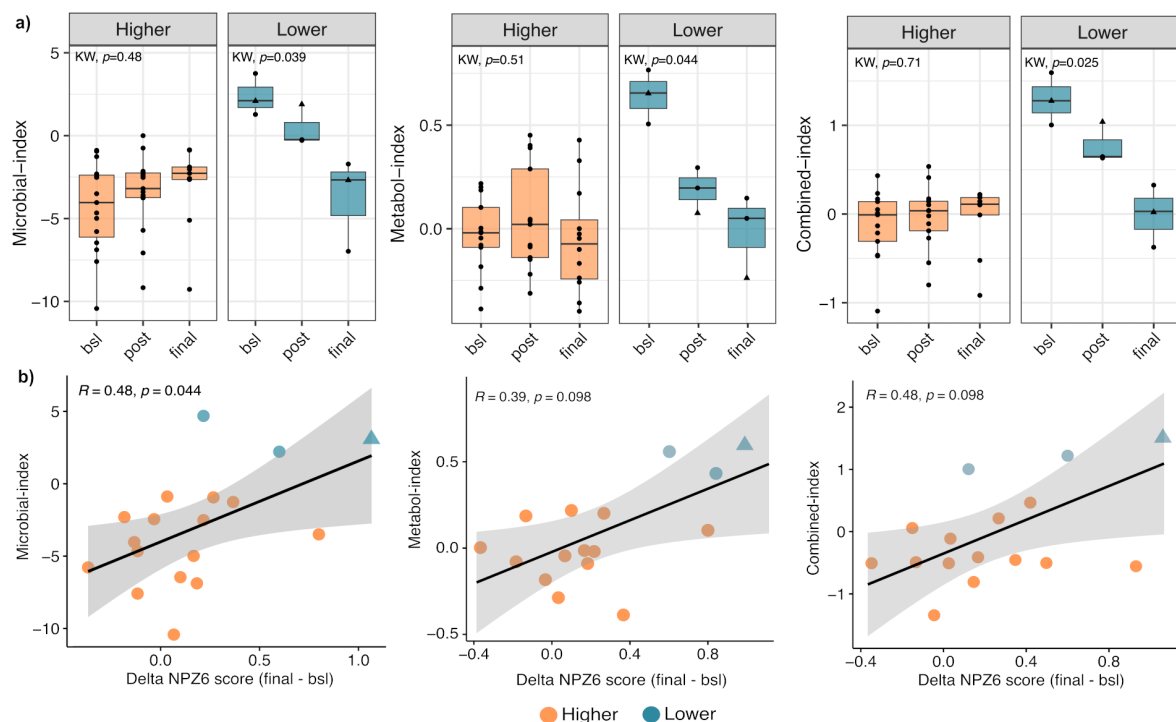 a)
Higher
Lower
KW, p=0.48
KW, p=0.039
Microbial-index
5
0
−5
−10
bsl
post
final
bsl
post
final
Higher
Lower
KW, p=0.51
KW, p=0.044
Metabol-index
0.5
0.0
bsl
post
final
bsl
post
final
Higher
Lower
KW, p=0.71
KW, p=0.025
Combined-index
1
0
−1
bsl
post
final
bsl
post
final
b)
R = 0.48, p = 0.044
Microbial-index
5
0
−5
−10
0.0
0.5
1.0
Delta NPZ6 score (final - bsl)
R = 0.39, p = 0.098
Metabol-index
0.5
0.0
−0.5
−0.4
0.0
0.4
0.8
Delta NPZ6 score (final - bsl)
R = 0.48, p = 0.098
Combined-index
2
1
0
−1
−0.4
0.0
0.4
0.8
Delta NPZ6 score (final - bsl)
Higher
Lower